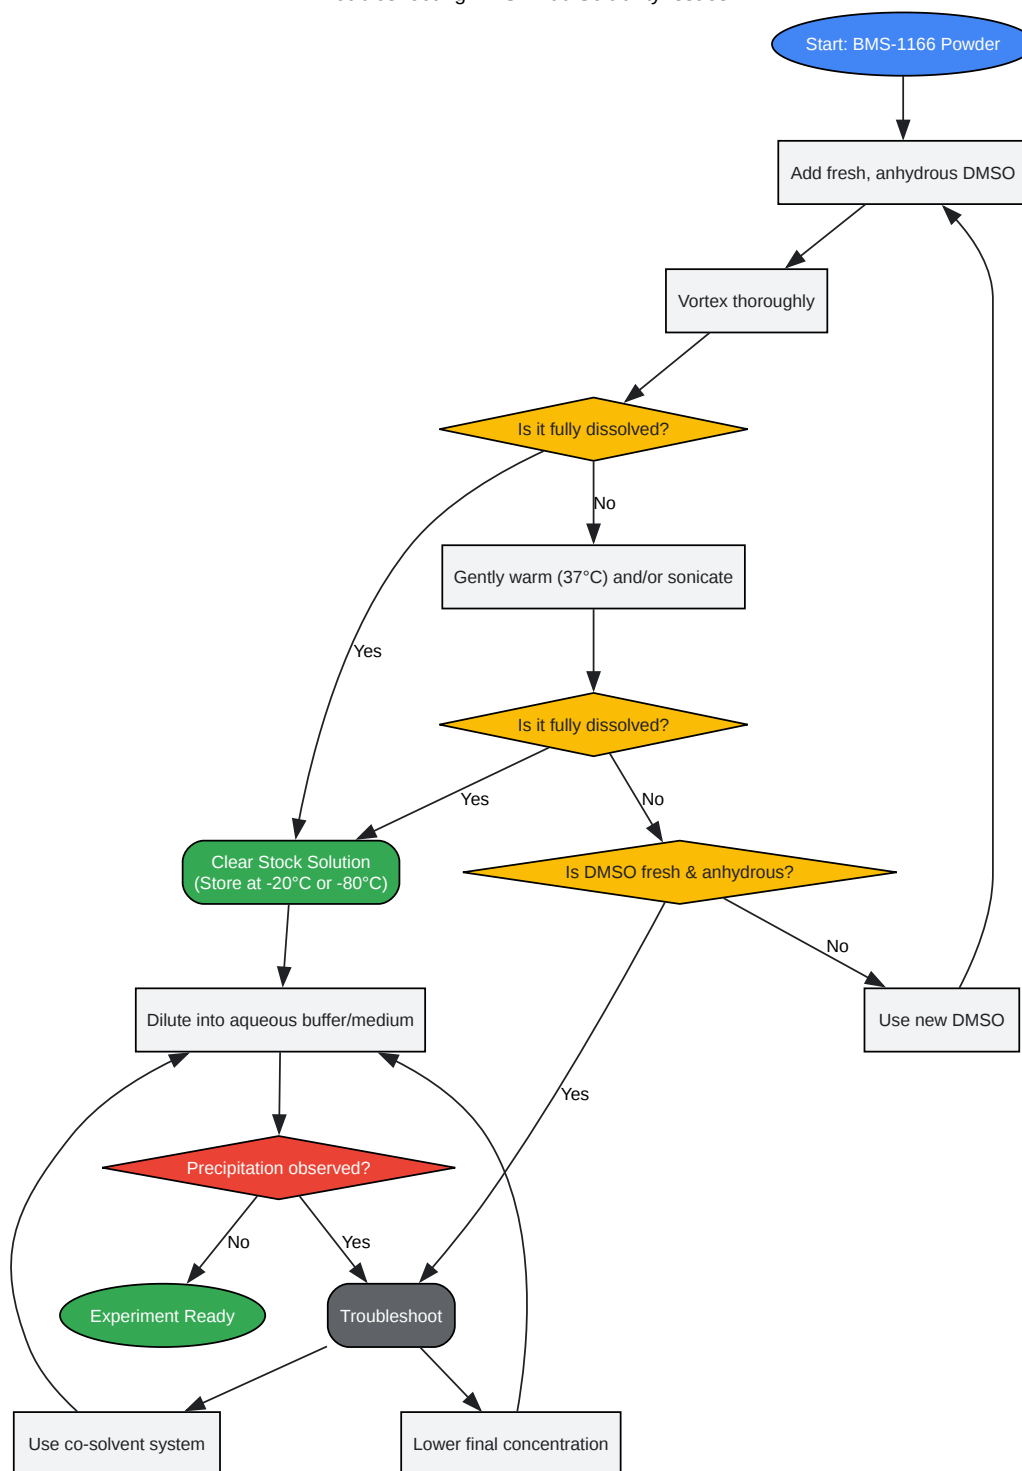 Start: BMS-1166 Powder
Add fresh, anhydrous DMSO
Vortex thoroughly
Is it fully dissolved?
No
Gently warm (37°C) and/or sonicate
Yes
Is it fully dissolved?
Yes
No
Clear Stock Solution
(Store at -20°C or -80°C)
Is DMSO fresh & anhydrous?
No
Dilute into aqueous buffer/medium
Use new DMSO
Yes
Precipitation observed?
No
Yes
Experiment Ready
Troubleshoot
Use co-solvent system
Lower final concentration